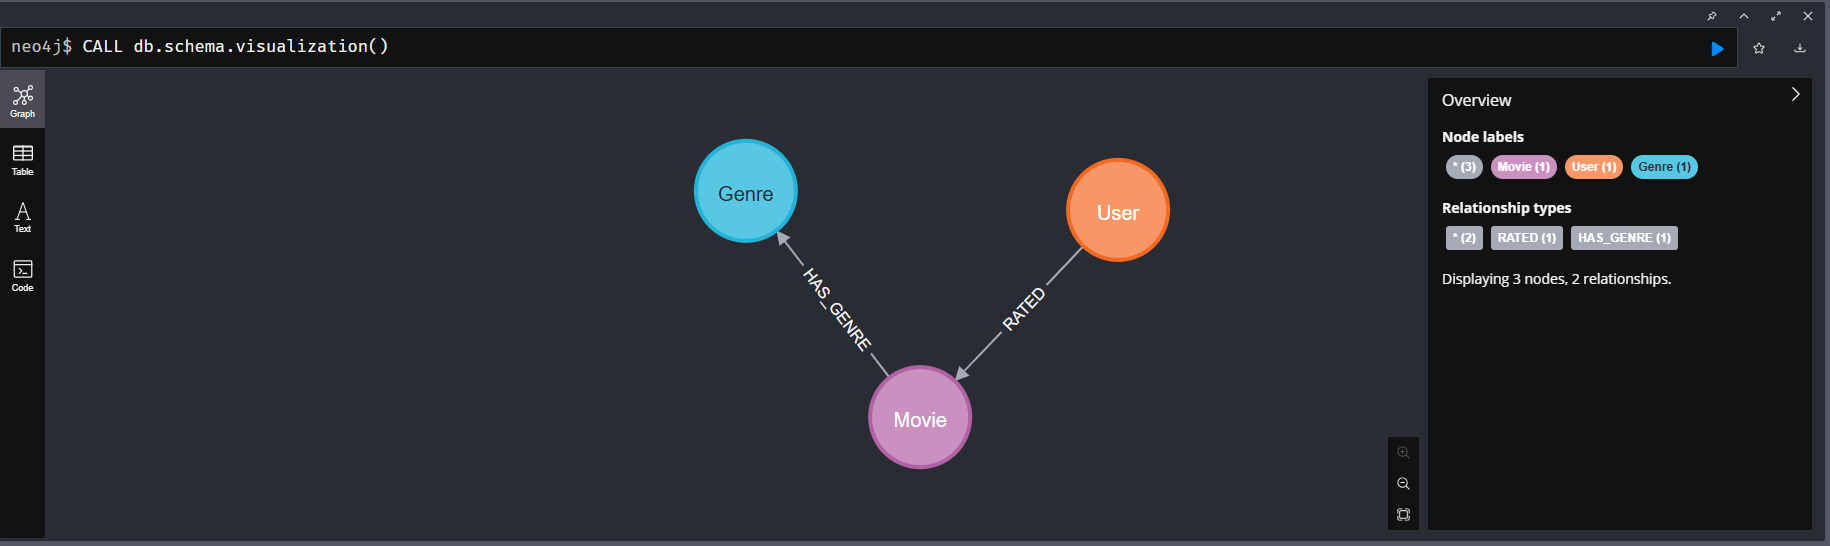 neo4j$ CALL db.schema.visualization()
Graph
Table
Text
Code
Genre
User
HAS_GENRE
RATED
Movie
Overview
Node labels
* (3) Movie (1) User (1) Genre (1)
Relationship types
* (2) RATED (1) HAS_GENRE (1)
Displaying 3 nodes, 2 relationships.